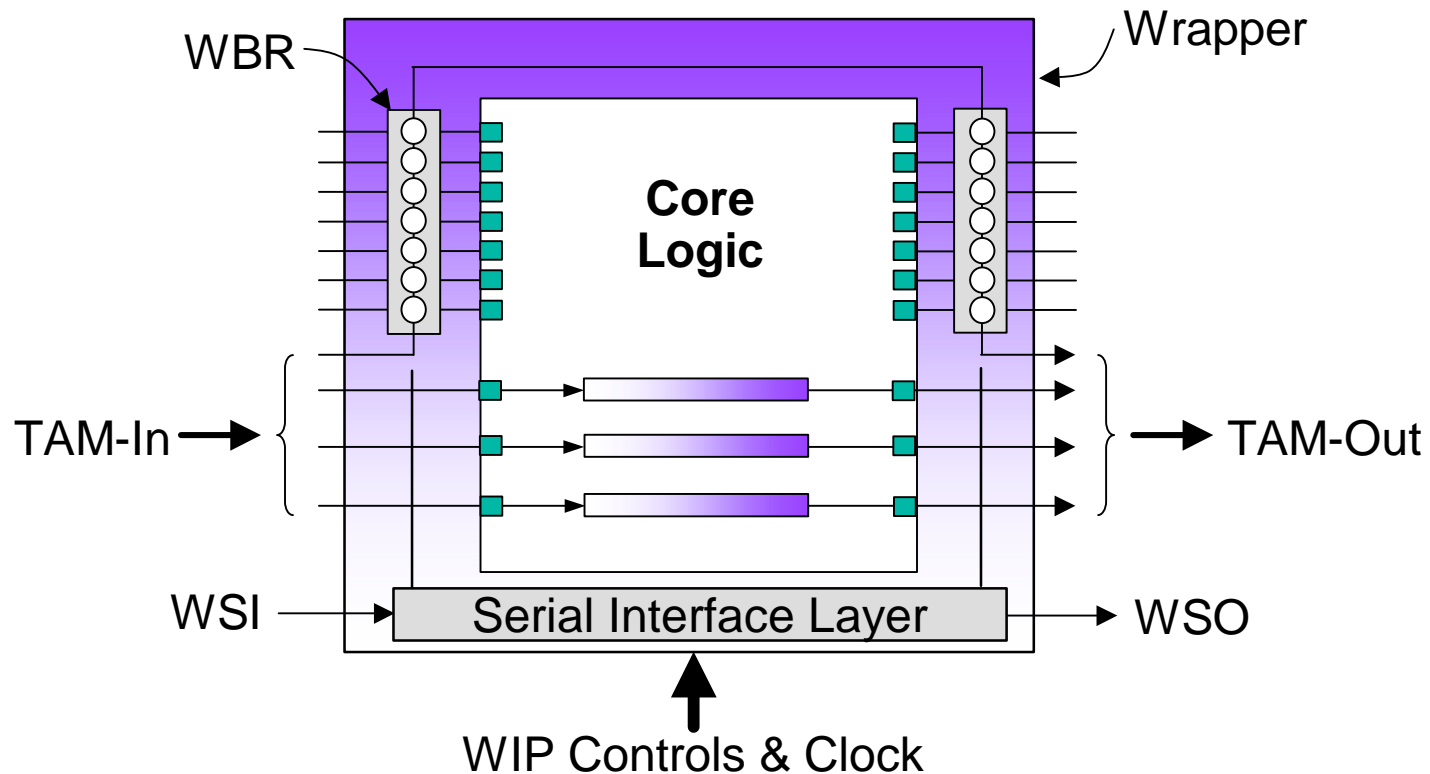 WBR
Wrapper
Core
Logic
TAM-In
TAM-Out
WSI
Serial Interface Layer
WSO
WIP Controls & Clock